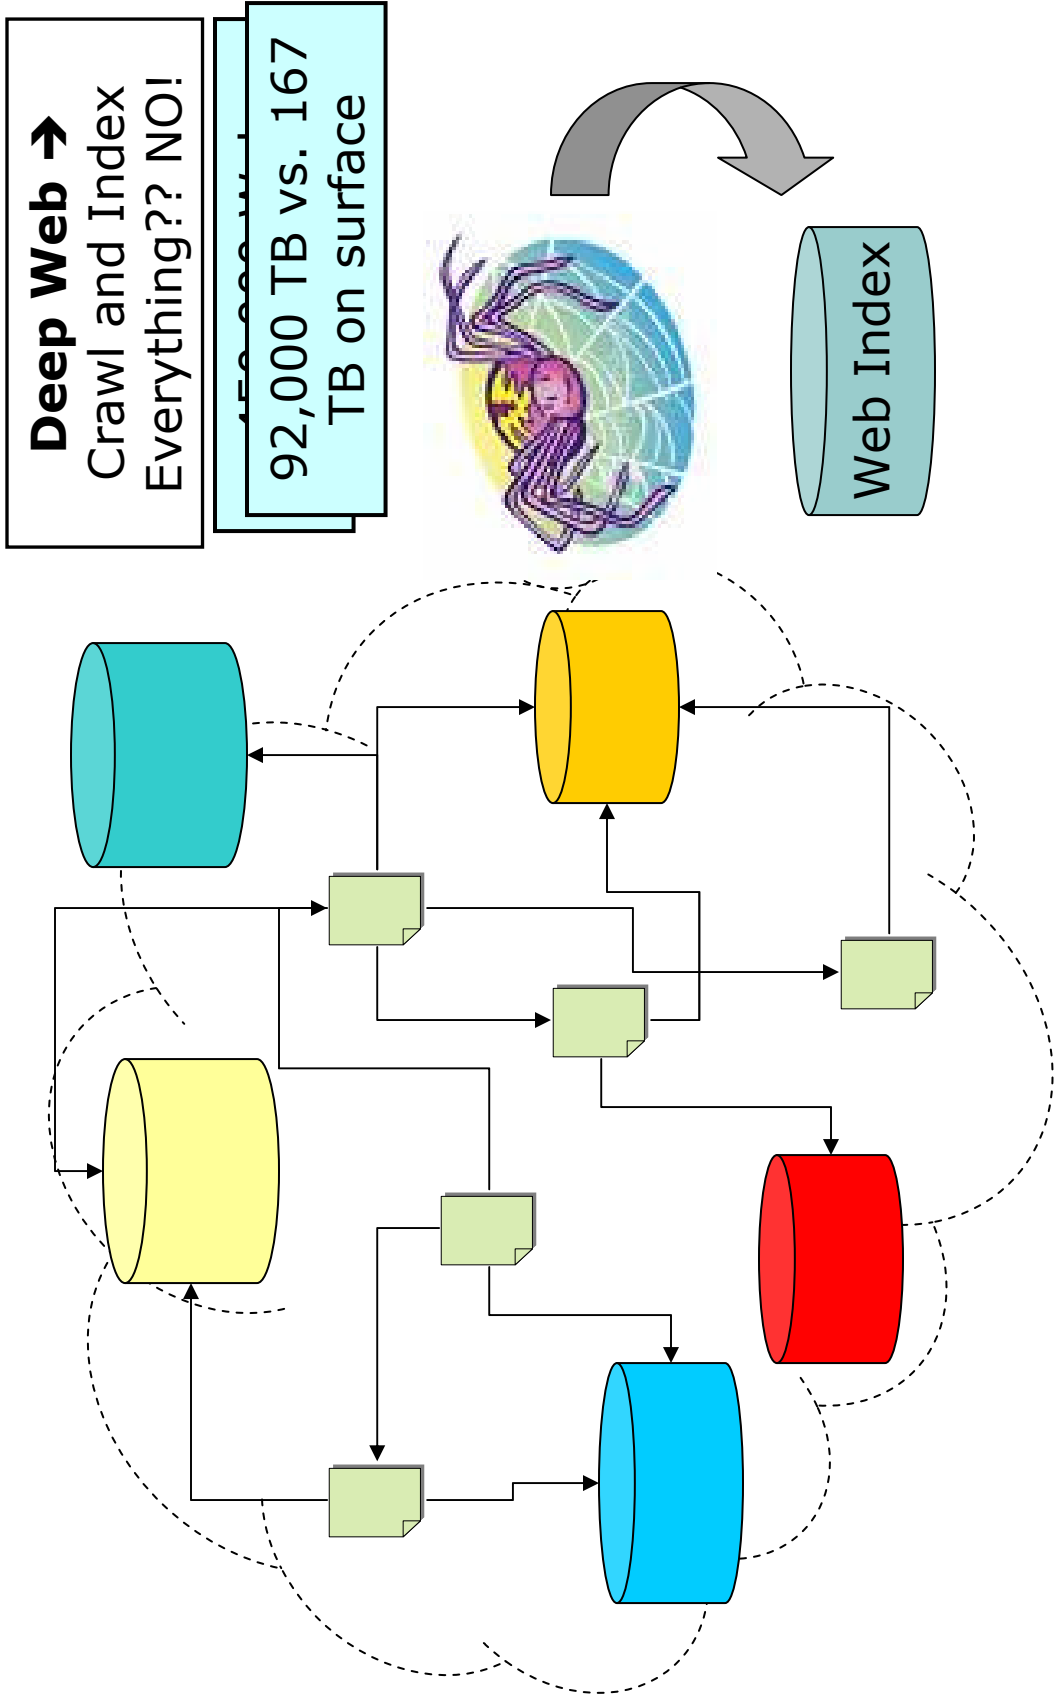 Deep Web ➔
Crawl and Index
Everything?? NO!
92,000 TB vs. 167
TB on surface
Web Index